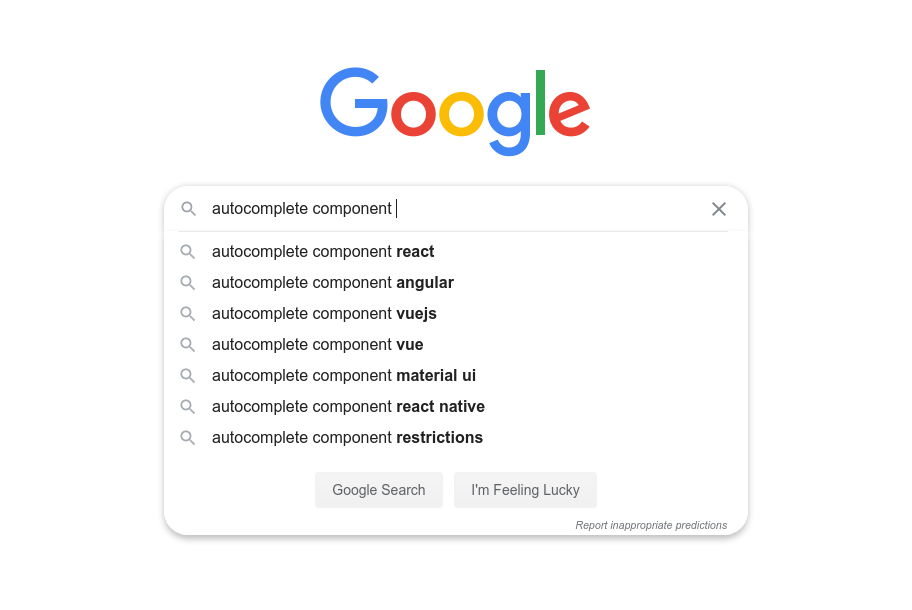 Google
autocomplete component
autocomplete component react
autocomplete component angular
autocomplete component vuejs
autocomplete component vue
autocomplete component material ui
autocomplete component react native
autocomplete component restrictions
Google Search I'm Feeling Lucky
Report inappropriate predictions